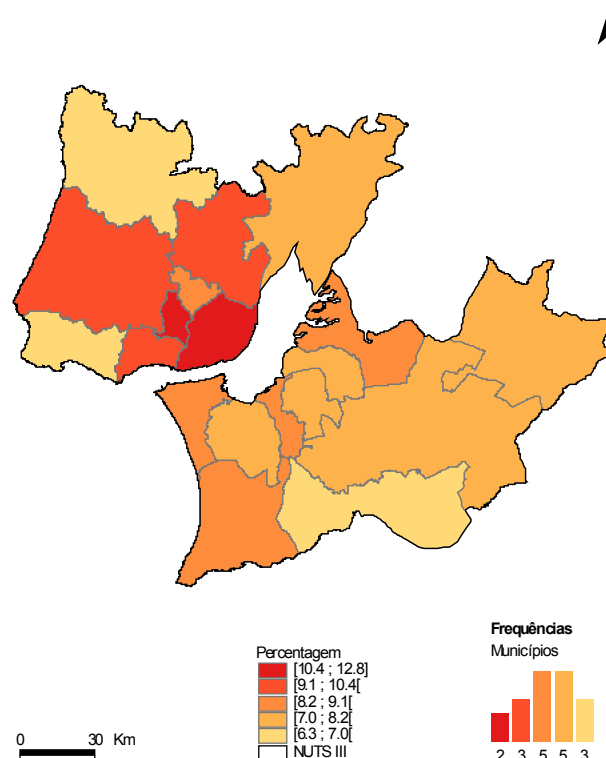 Percentagem
[10.4 ; 12.8]
[9.1 ; 10.4[
[8.2 ; 9.1[
[7.0 ; 8.2[
[6.3 ; 7.0[
NUTS III
Frequências
Municípios
2 3 5 5 3
0 30 Km